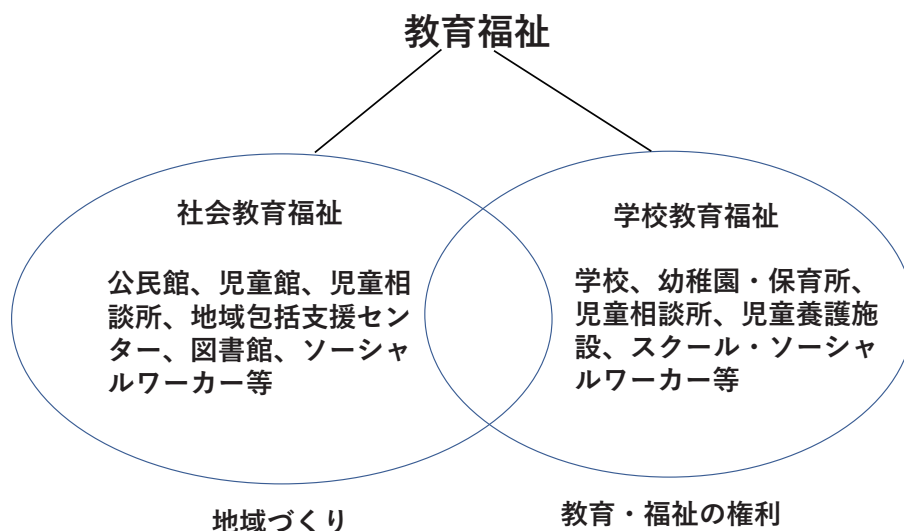 教育福祉
社会教育福祉
公民館、児童館、児童相
談所、地域包括支援セン
ター、図書館、ソーシャ
ルワーカー等
学校教育福祉
学校、幼稚園・保育所、
児童相談所、児童養護施
設、スクール・ソーシャ
ルワーカー等
地域づくり
教育・福祉の権利